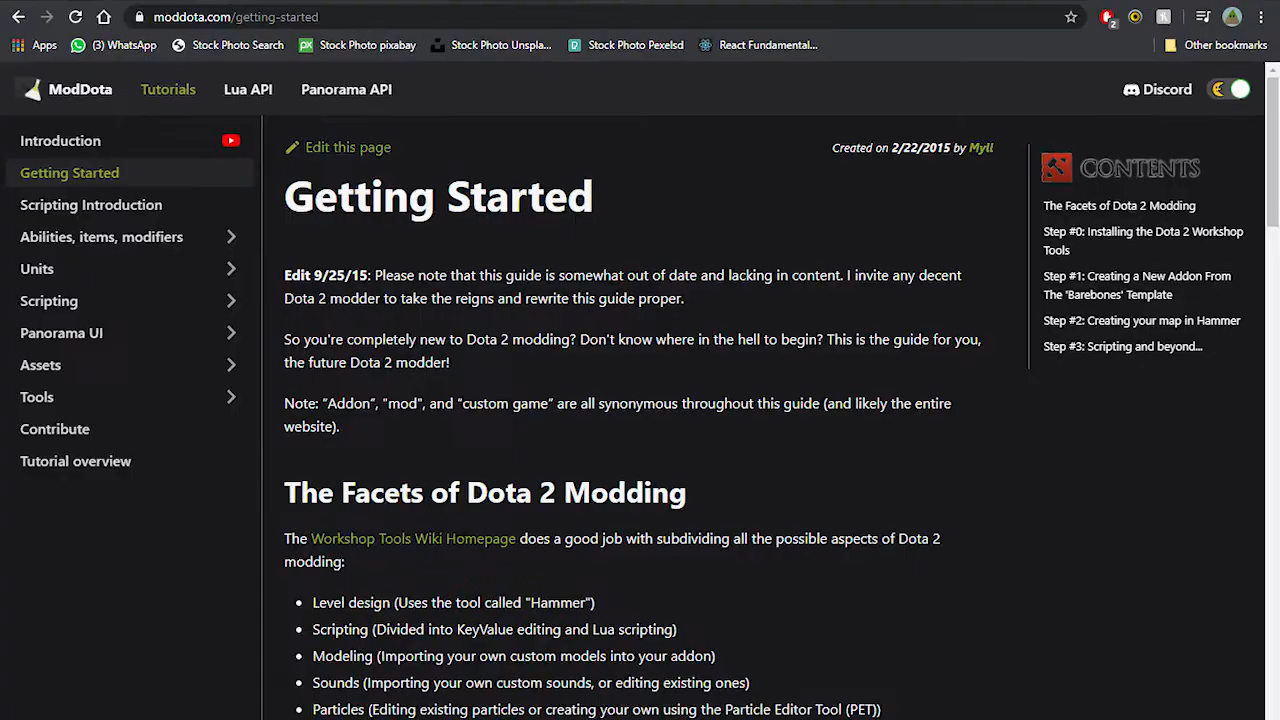 moddota.com/getting-started
2
Apps
(3) WhatsApp
Stock Photo Search
Stock Photo pixabay
Stock Photo Unspla...
Stock Photo Pexelsd
React Fundamental...
Other bookmarks
ModDota
Tutorials
Lua API
Panorama API
Discord
Introduction
Getting Started
Scripting Introduction
Abilities, items, modifiers
Units
Scripting
Panorama UI
Assets
Tools
Contribute
Tutorial overview
Edit this page
Created on 2/22/2015 by Myll
Getting Started
Edit 9/25/15: Please note that this guide is somewhat out of date and lacking in content. I invite any decent
Dota 2 modder to take the reigns and rewrite this guide proper.
So you're completely new to Dota 2 modding? Don't know where in the hell to begin? This is the guide for you,
the future Dota 2 modder!
Note: "Addon", "mod", and "custom game" are all synonymous throughout this guide (and likely the entire
website).
The Facets of Dota 2 Modding
The Workshop Tools Wiki Homepage does a good job with subdividing all the possible aspects of Dota 2
modding:
• Level design (Uses the tool called "Hammer")
• Scripting (Divided into KeyValue editing and Lua scripting)
• Modeling (Importing your own custom models into your addon)
• Sounds (Importing your own custom sounds, or editing existing ones)
• Particles (Editing existing particles or creating your own using the Particle Editor Tool (PET))
CONTENTS
The Facets of Dota 2 Modding
Step #0: Installing the Dota 2 Workshop
Tools
Step #1: Creating a New Addon From
The 'Barebones' Template
Step #2: Creating your map in Hammer
Step #3: Scripting and beyond...